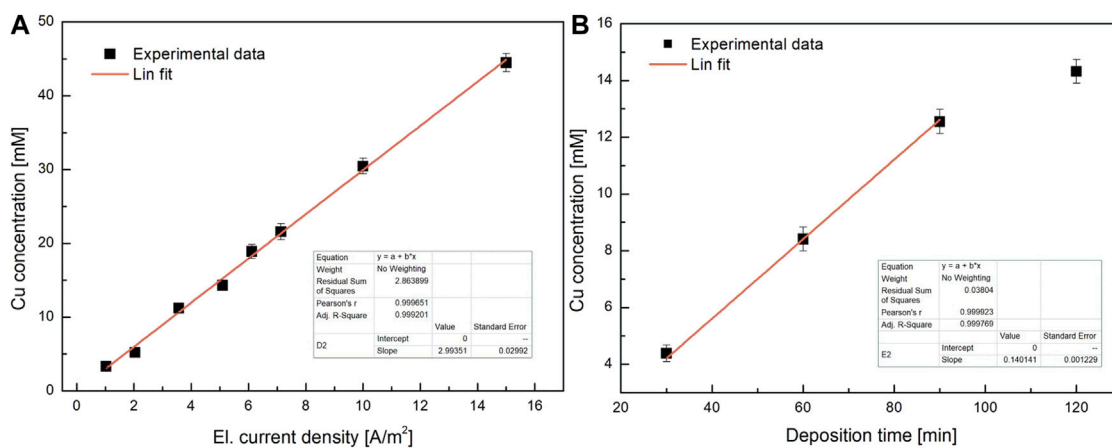 A
50
40
30
20
10
0
Cu concentration [mM]
Experimental data
Lin fit
Equation y = a + b*x
Weight No Weighting
Residual Sum of Squares 2.863899
Pearson's r 0.999651
Adj. R-Square 0.999201
Value Standard Error
D2 Intercept 0 --
Slope 2.99351 0.02992
0 2 4 6 8 10 12 14 16
El. current density [A/m²]
B
16
14
12
10
8
6
4
Cu concentration [mM]
Experimental data
Lin fit
Equation y = a + b*x
Weight No Weighting
Residual Sum of Squares 0.03804
Pearson's r 0.999923
Adj. R-Square 0.999769
Value Standard Error
E2 Intercept 0 --
Slope 0.140141 0.001229
20 40 60 80 100 120
Deposition time [min]